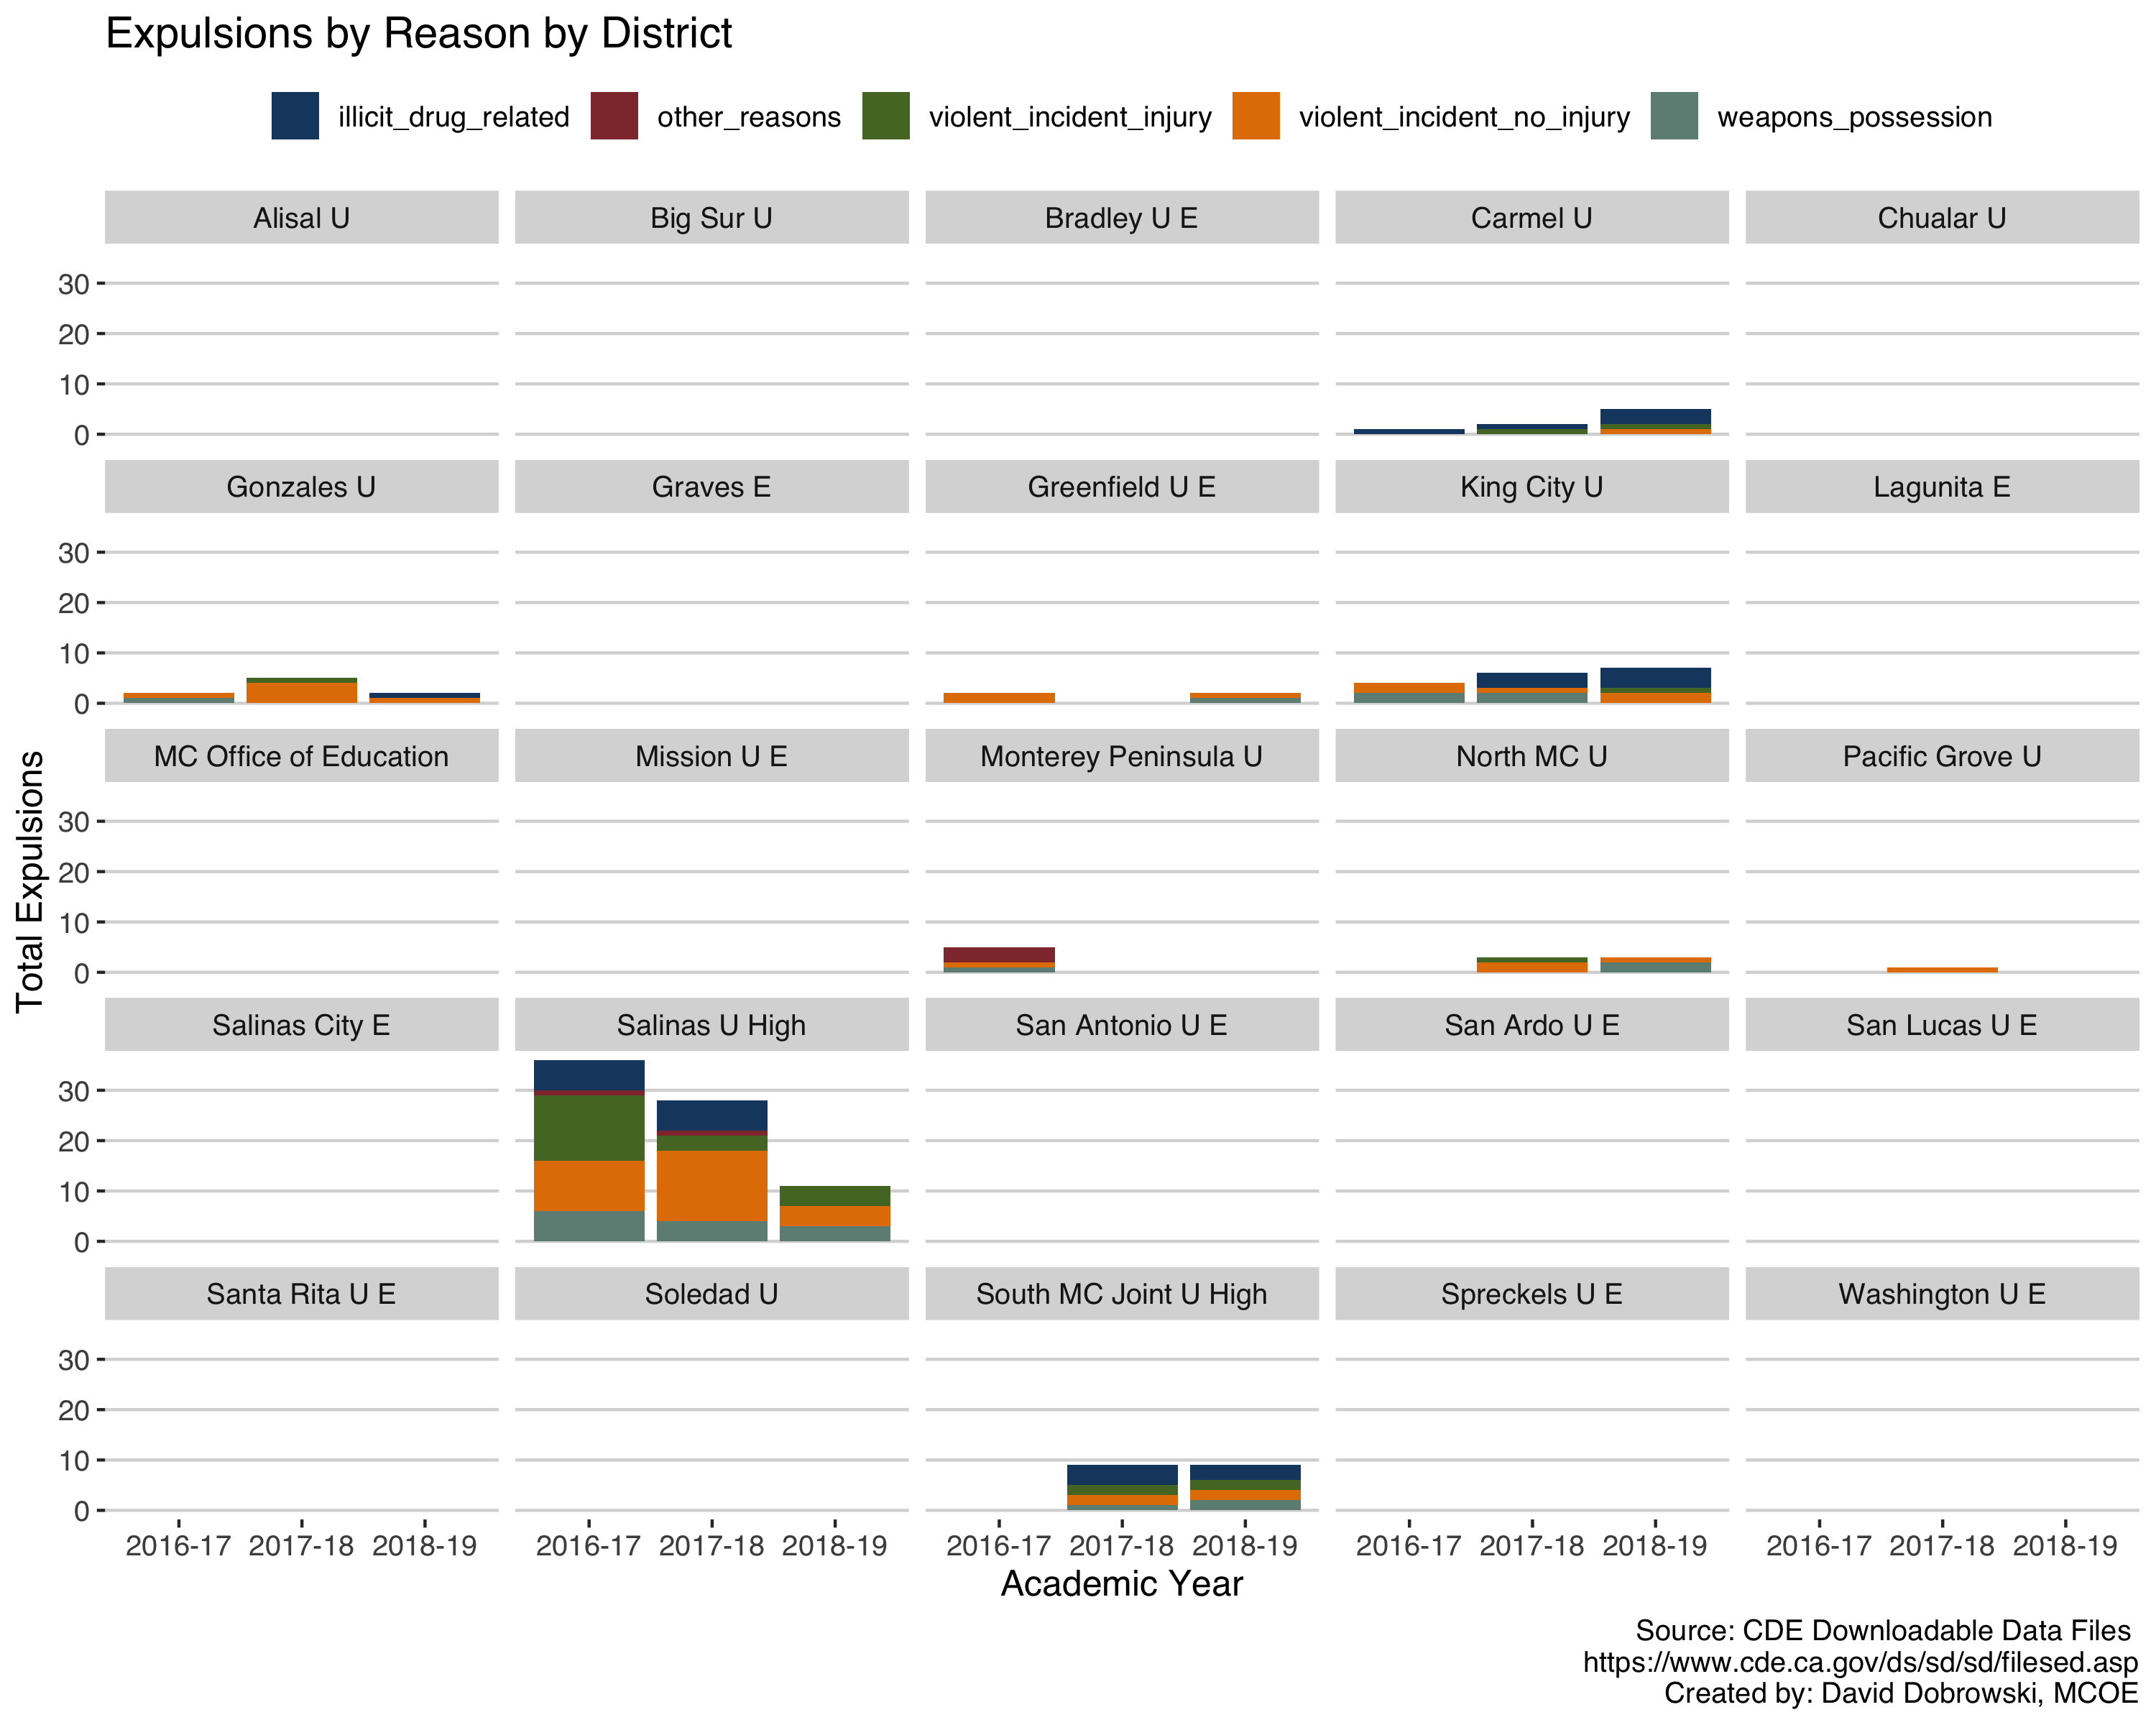 Expulsions by Reason by District
illicit_drug_related other_reasons violent_incident_injury violent_incident_no_injury weapons_possession
Alisal U Big Sur U Bradley U E Carmel U Chualar U
30
20
10
0
Gonzales U Graves E Greenfield U E King City U Lagunita E
30
20
10
0
MC Office of Education Mission U E Monterey Peninsula U North MC U Pacific Grove U
Total Expulsions
30
20
10
0
Salinas City E Salinas U High San Antonio U E San Ardo U E San Lucas U E
30
20
10
0
Santa Rita U E Soledad U South MC Joint U High Spreckels U E Washington U E
30
20
10
0
2016-17 2017-18 2018-19 2016-17 2017-18 2018-19 2016-17 2017-18 2018-19 2016-17 2017-18 2018-19 2016-17 2017-18 2018-19
Academic Year
Source: CDE Downloadable Data Files
https://www.cde.ca.gov/ds/sd/sd/filesed.asp
Created by: David Dobrowski, MCOE